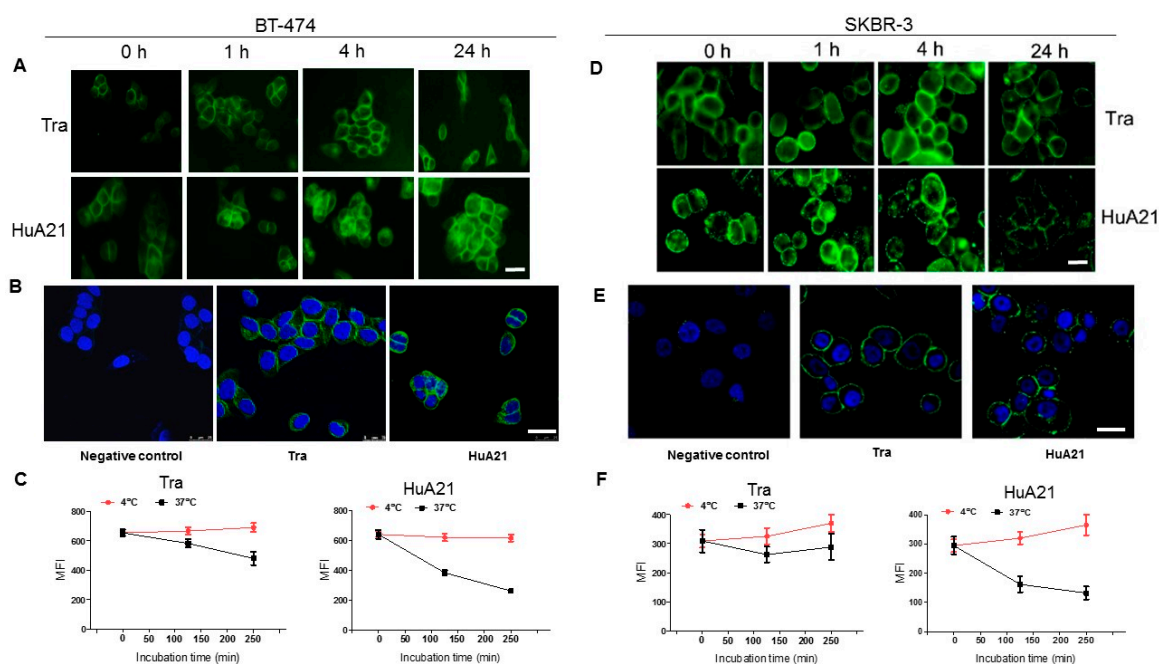 BT-474
SKBR-3
0 h 1 h 4 h 24 h
0 h 1 h 4 h 24 h
A
Tra
HuA21
D
Tra
HuA21
B
Negative control Tra HuA21
E
Negative control Tra HuA21
C
Tra
4°C 37°C
MFI
1000
800
600
400
200
0
0 50 100 150 200 250
Incubation time (min)
HuA21
4°C 37°C
MFI
1000
800
600
400
200
0
0 50 100 150 200 250
Incubation time (min)
F
Tra
4°C 37°C
MFI
400
300
200
100
0
0 50 100 150 200 250
Incubation time (min)
HuA21
4°C 37°C
MFI
400
300
200
100
0
0 50 100 150 200 250
Incubation time (min)